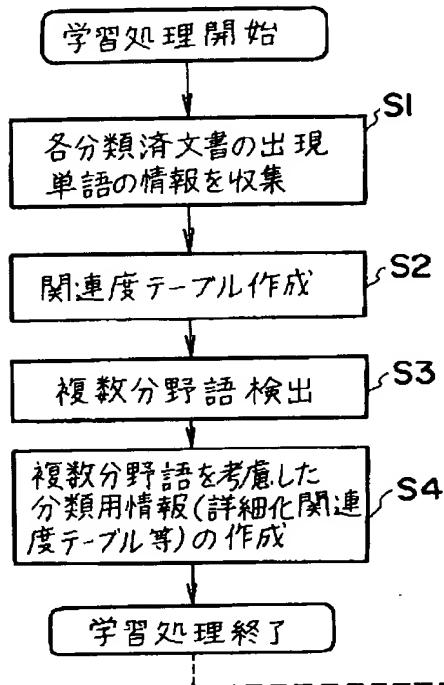 学習処理開始
S1
各分類済文書の出現
単語の情報を収集
S2
関連度テーブル作成
S3
複数分野語検出
S4
複数分野語を考慮した
分類用情報(詳細化関連
度テーブル等)の作成
学習処理終了